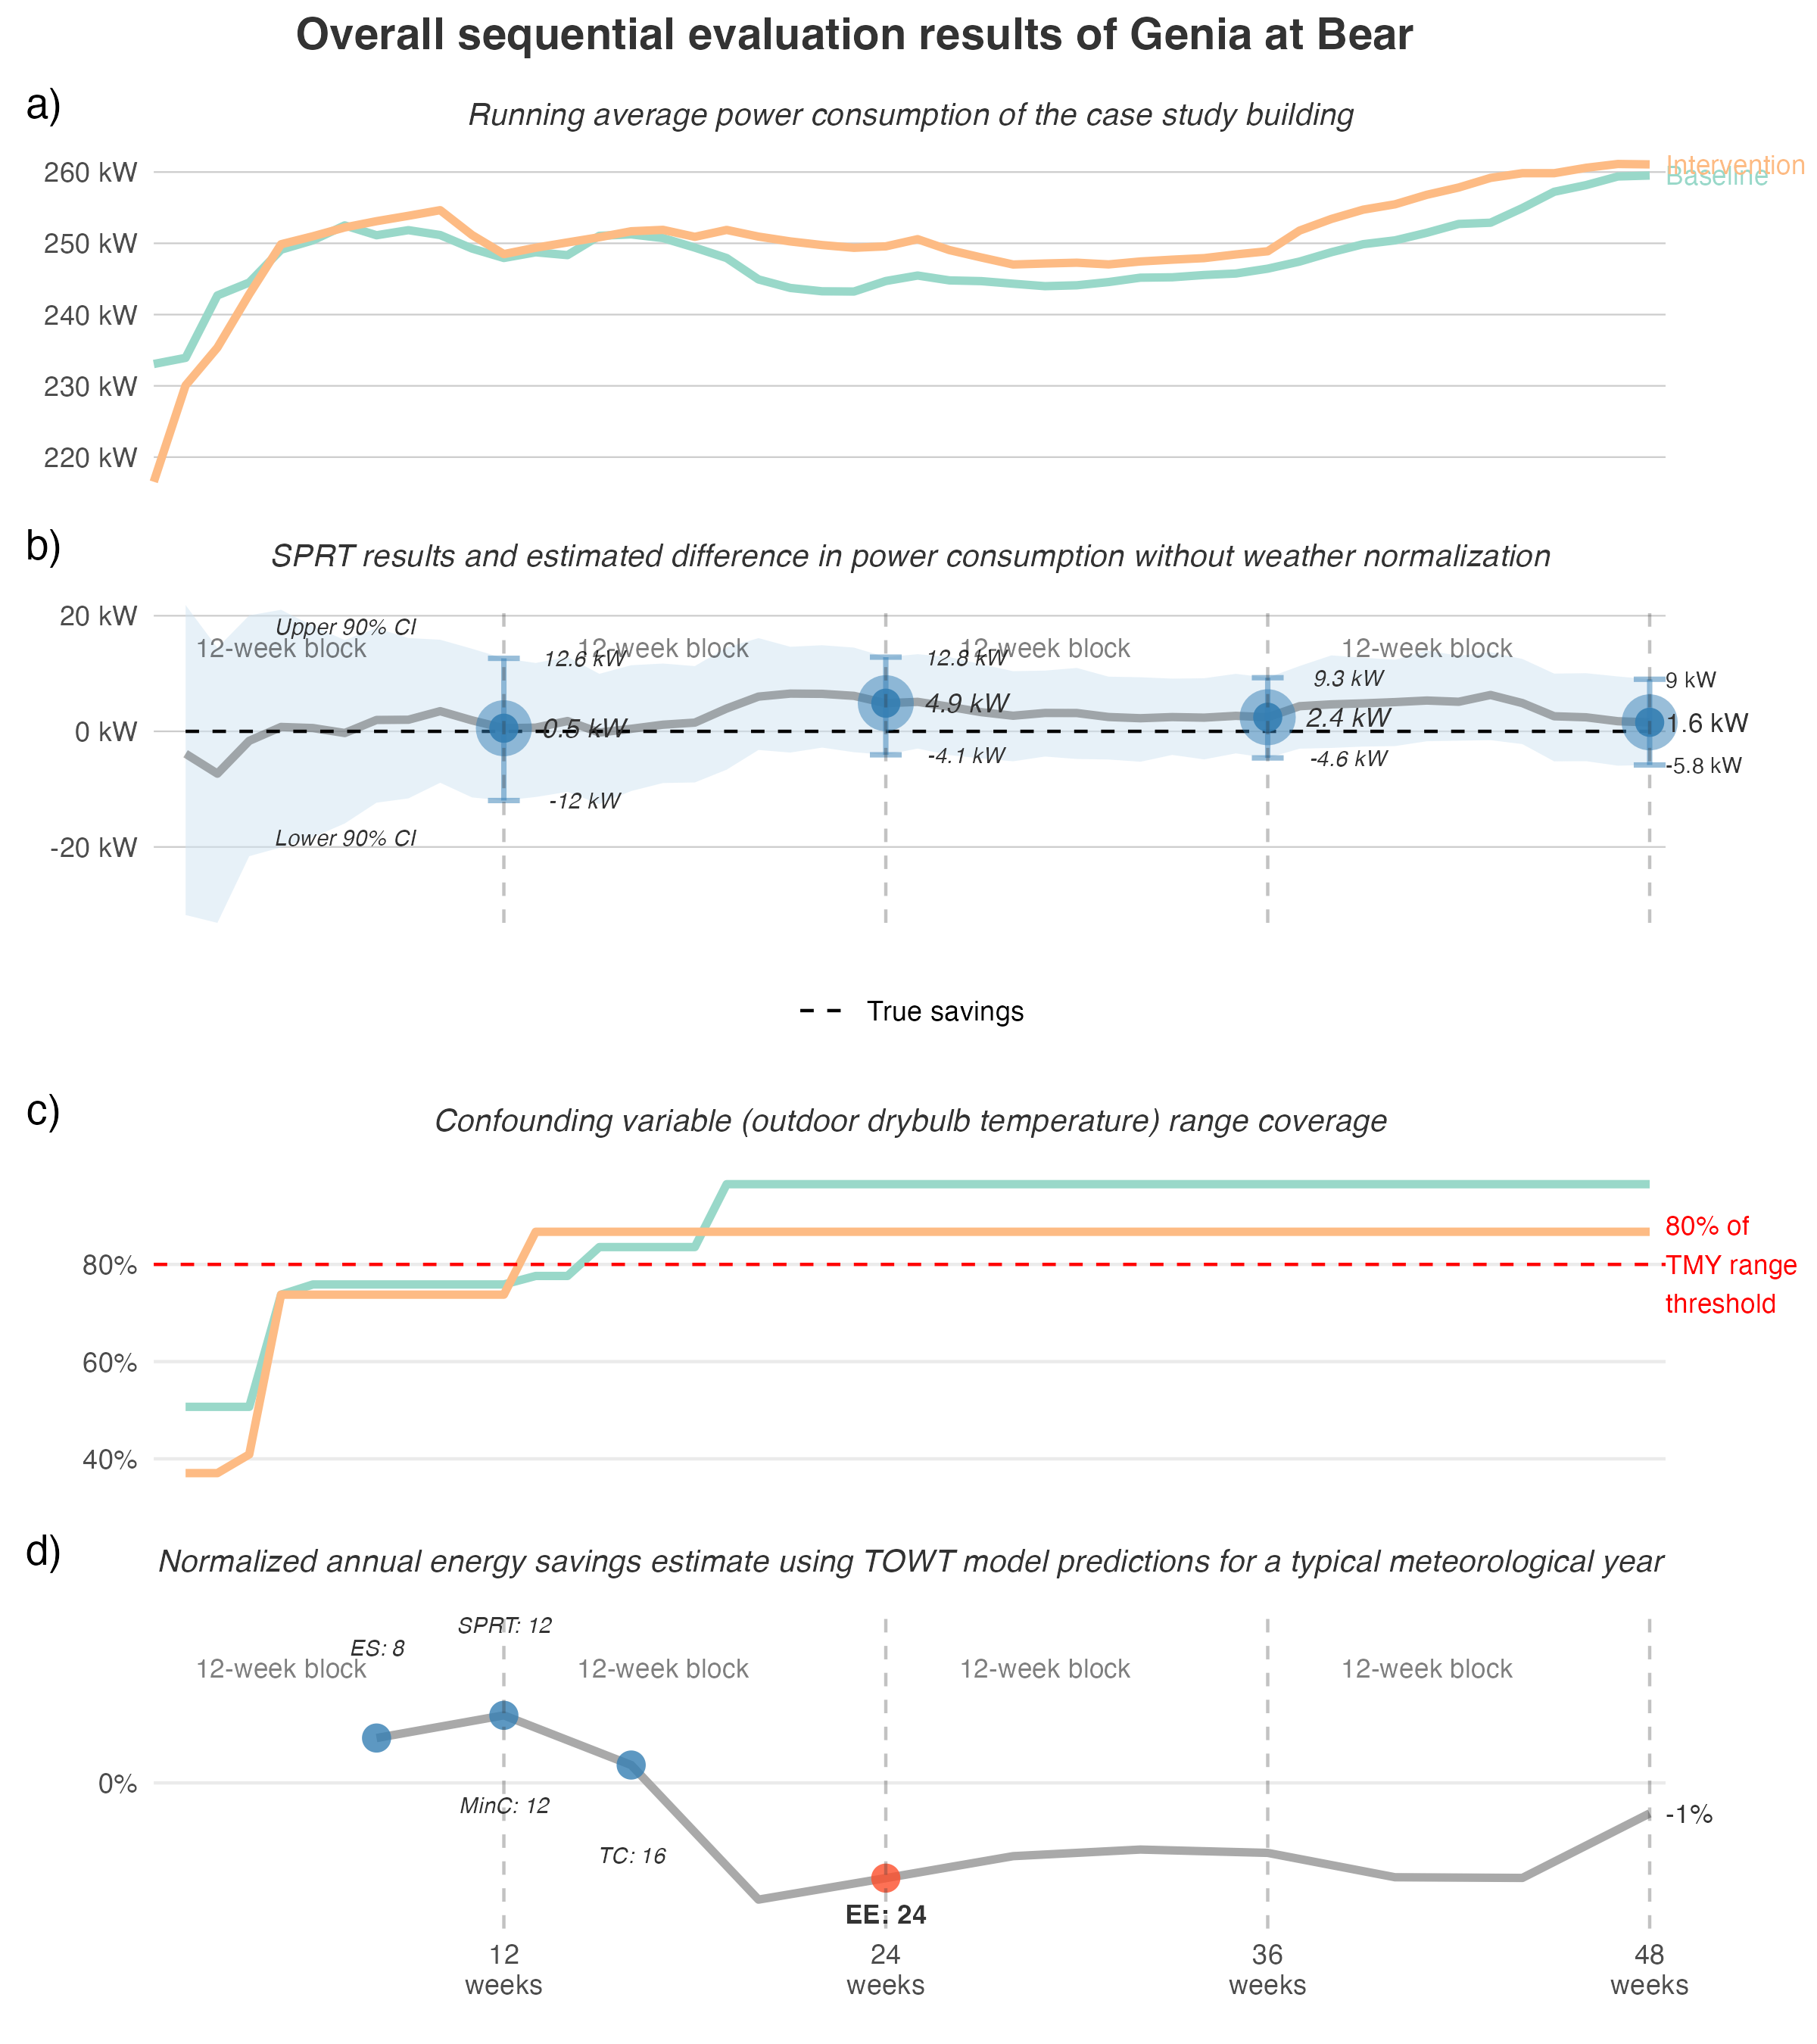 Overall sequential evaluation results of Genia at Bear
a)
Running average power consumption of the case study building
260 kW
250 kW
240 kW
230 kW
220 kW
Intervention
Baseline
b)
SPRT results and estimated difference in power consumption without weather normalization
20 kW
0 kW
-20 kW
Upper 90% CI
12-week block
12-week block
12-week block
12-week block
12.6 kW
12.8 kW
9.3 kW
9 kW
0.5 kW
4.9 kW
2.4 kW
1.6 kW
-12 kW
-4.1 kW
-4.6 kW
-5.8 kW
Lower 90% CI
True savings
c)
Confounding variable (outdoor drybulb temperature) range coverage
80%
60%
40%
80% of
TMY range
threshold
d)
Normalized annual energy savings estimate using TOWT model predictions for a typical meteorological year
SPRT: 12
ES: 8
12-week block
12-week block
12-week block
12-week block
0%
MinC: 12
TC: 16
EE: 24
-1%
12
weeks
24
weeks
36
weeks
48
weeks